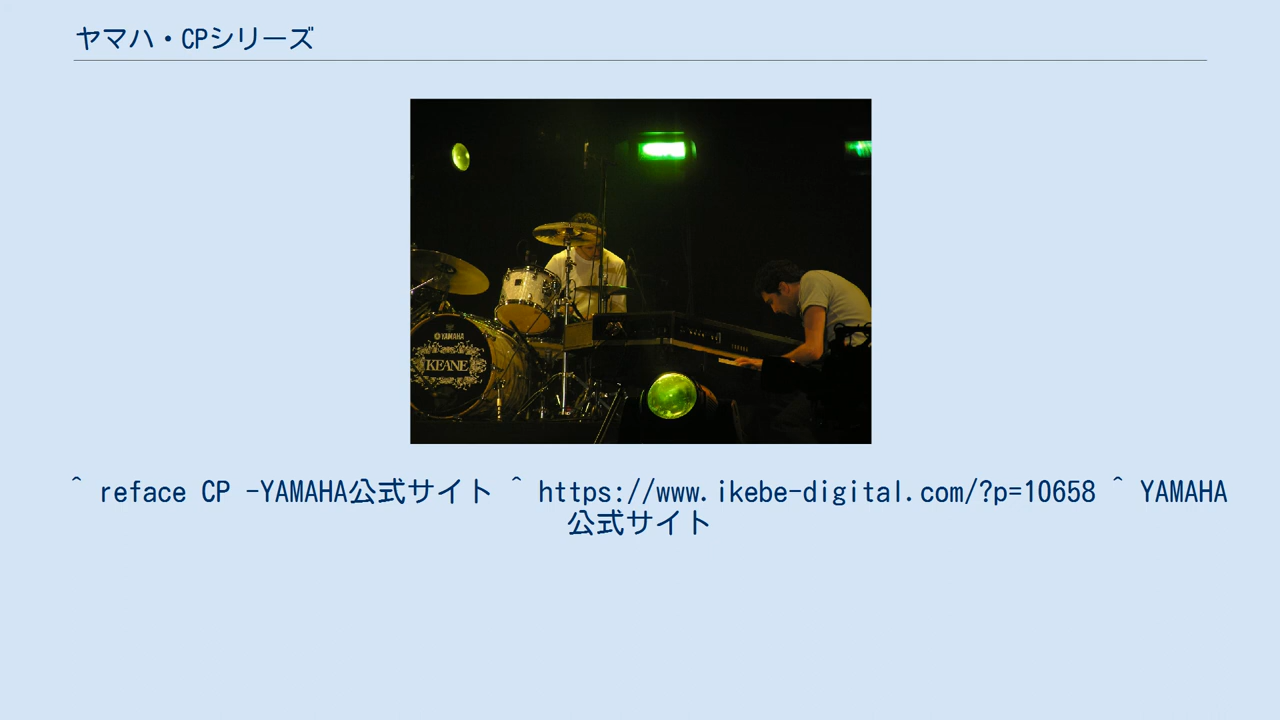 ヤマハ・CPシリーズ
YAMAHA
KEANE
^ reface CP -YAMAHA公式サイト ^ https://www.ikebe-digital.com/?p=10658 ^ YAMAHA
公式サイト